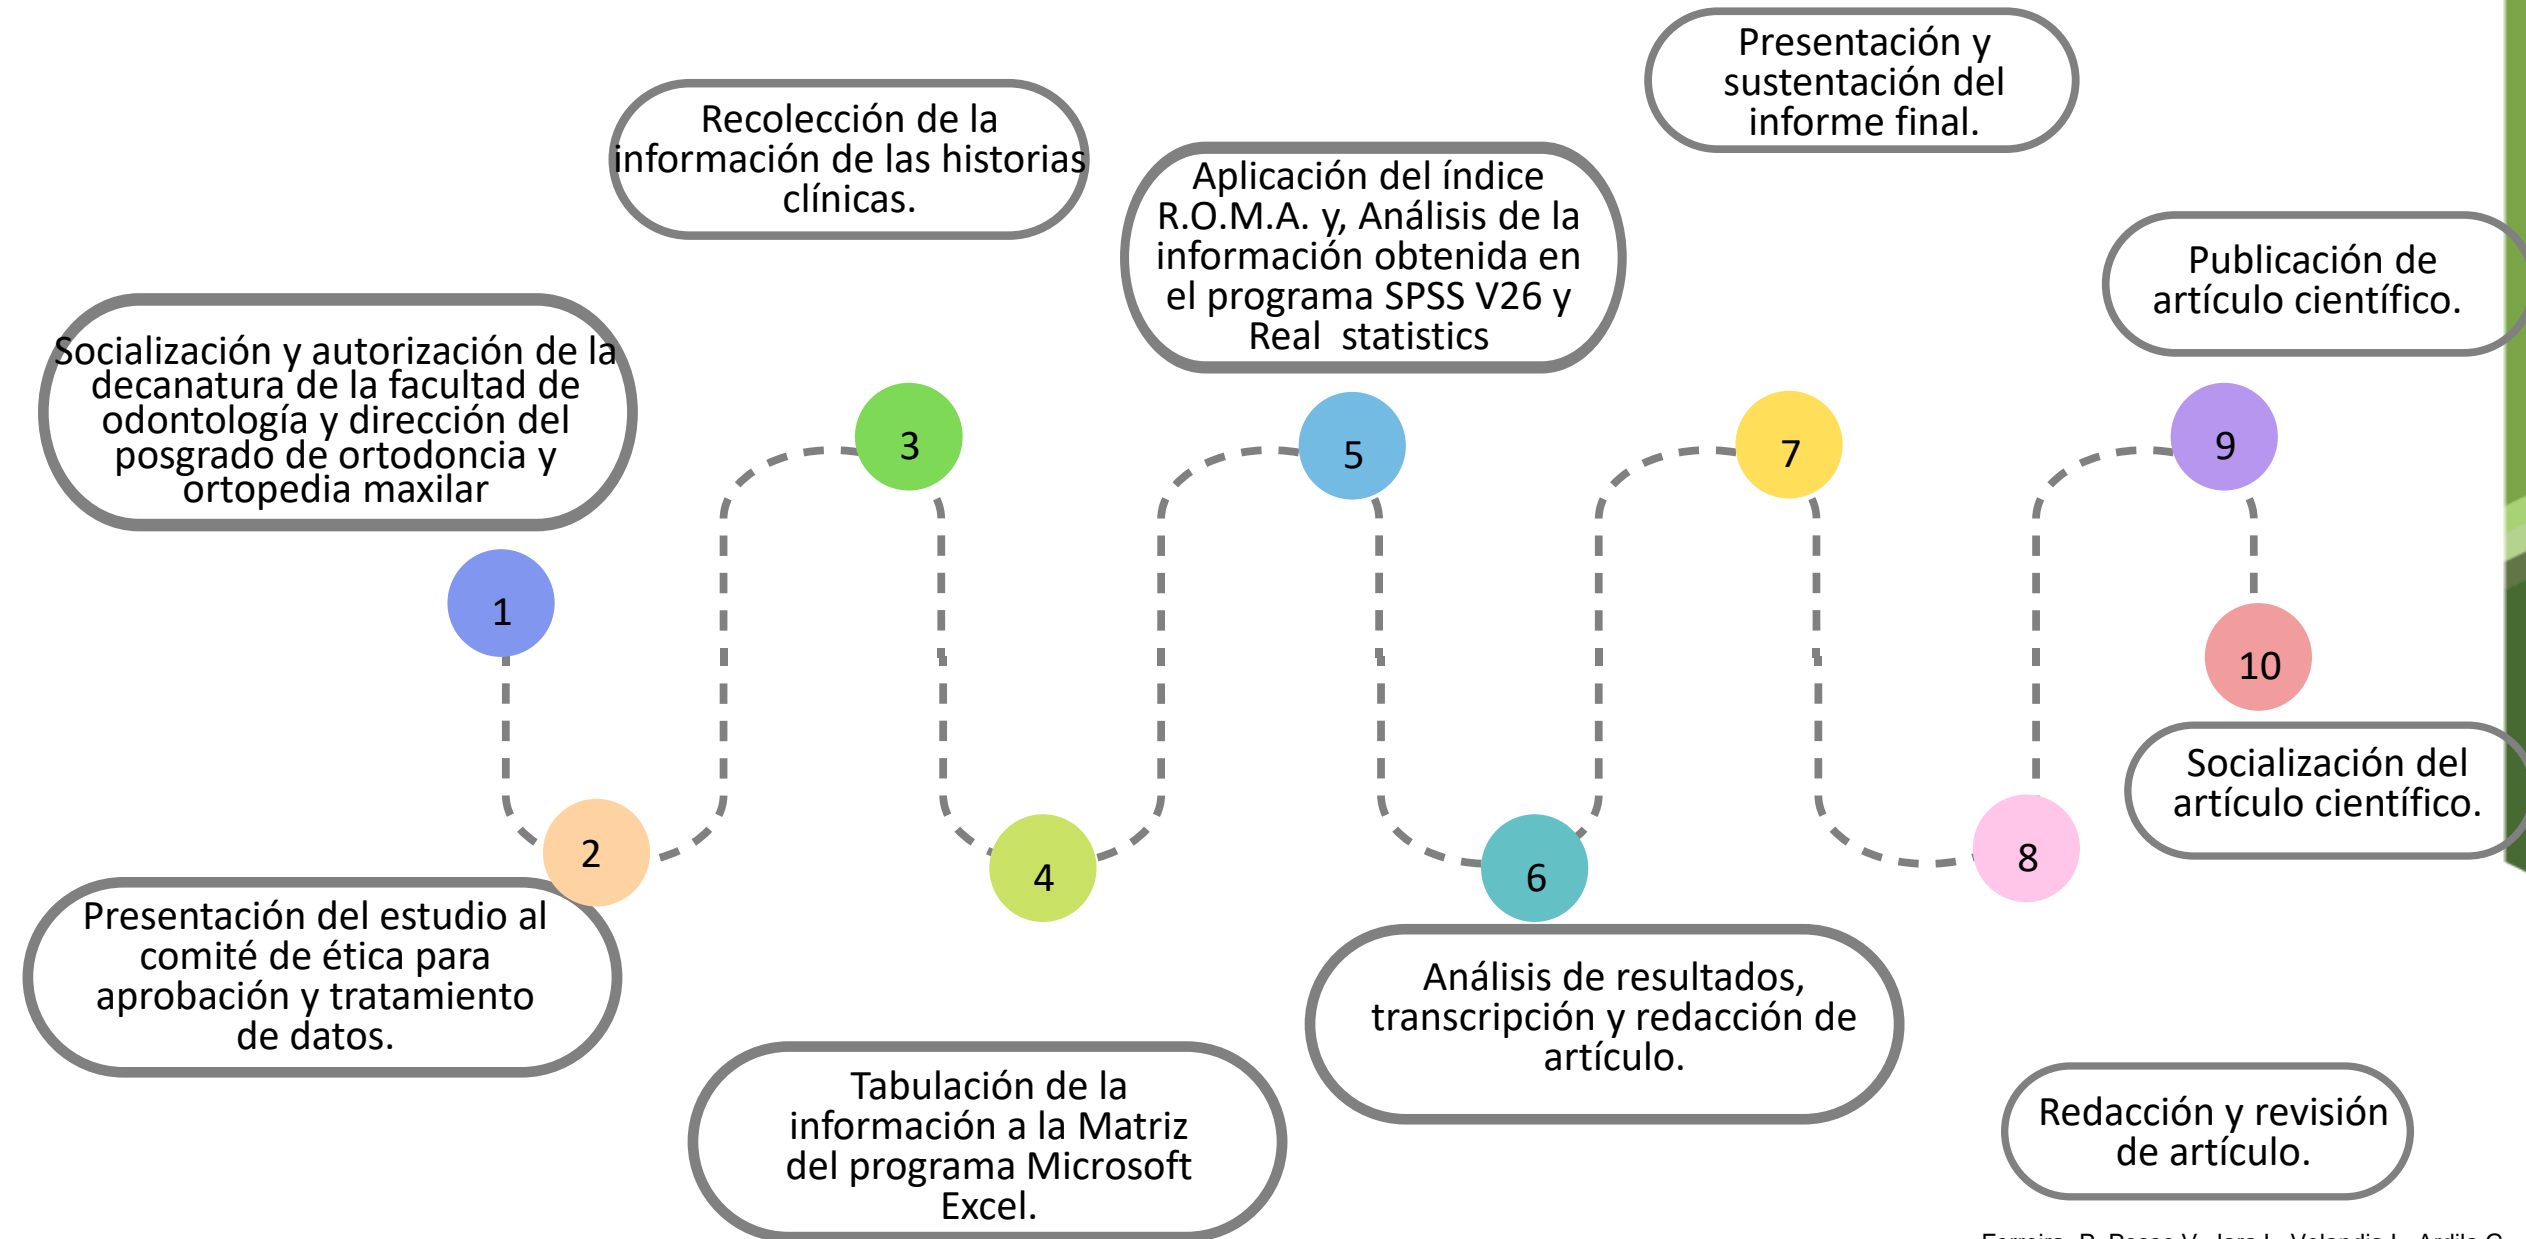 Socialización y autorización de la
decanatura de la facultad de
odontología y dirección del
posgrado de ortodoncia y
ortopedia maxilar
1
Presentación del estudio al
comité de ética para
aprobación y tratamiento
de datos.
2
Recolección de la
información de las historias
clínicas.
3
Tabulación de la
información a la Matriz
del programa Microsoft
Excel.
4
Aplicación del índice
R.O.M.A. y, Análisis de la
información obtenida en
el programa SPSS V26 y
Real statistics
5
Análisis de resultados,
transcripción y redacción de
artículo.
6
Presentación y
sustentación del
informe final.
7
Redacción y revisión
de artículo.
8
Publicación de
artículo científico.
9
Socialización del
artículo científico.
10